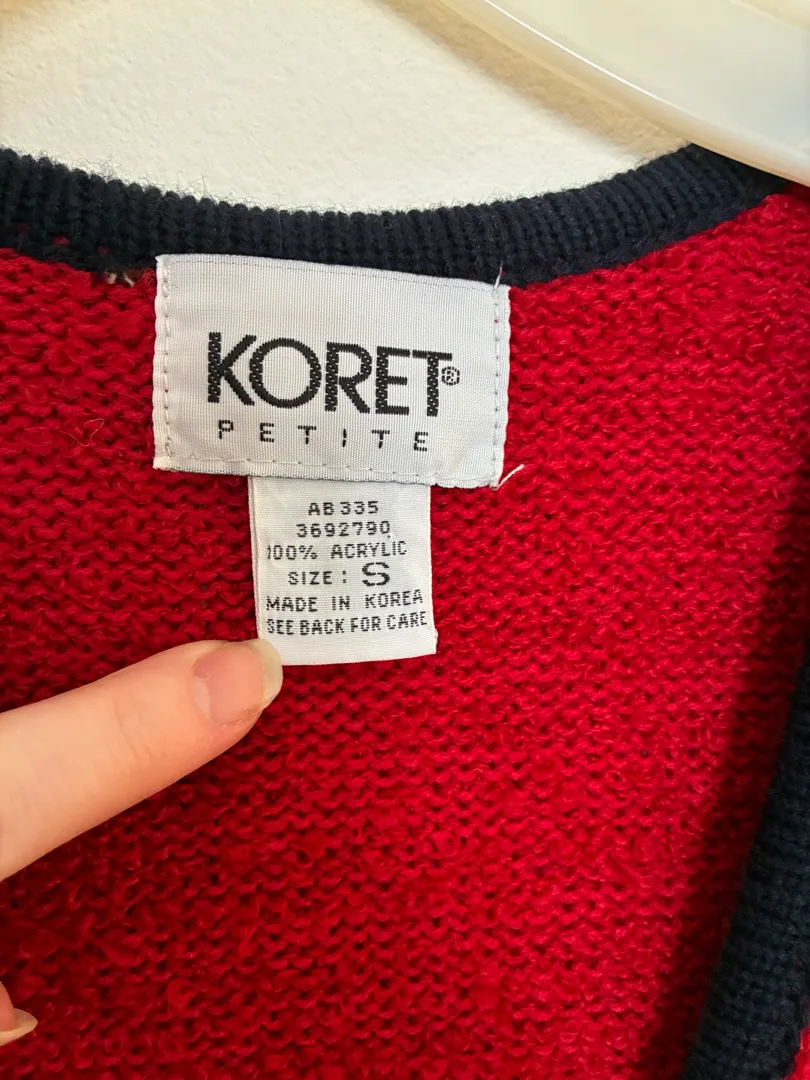 KORET®
PETITE
AB335
3692790
100% ACRYLIC
SIZE: S
MADE IN KOREA
SEE BACK FOR CARE